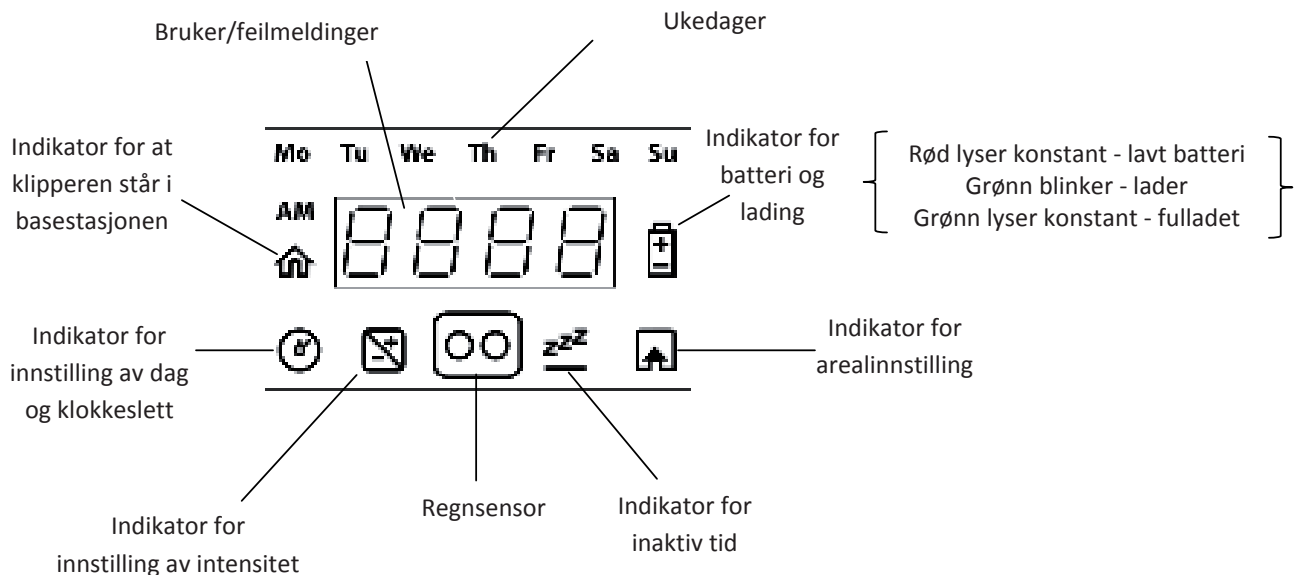 Bruker/feilmeldinger
Ukedager
Indikator for at
klipperen står i
basestasjonen
Mo Tu We Th Fr Sa Su
AM
8888
Indikator for
batteri og
lading
Rød lyser konstant - lavt batteri
Grønn blinker - lader
Grønn lyser konstant - fulladet
Indikator for
innstilling av dag
og klokkeslett
zzz
Indikator for
arealinnstilling
Indikator for
innstilling av intensitet
Regnsensor
Indikator for
inaktiv tid